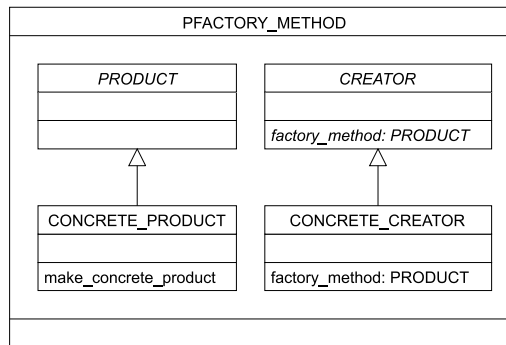 PFACTORY_METHOD
PRODUCT
CREATOR
factory_method: PRODUCT
CONCRETE_PRODUCT
CONCRETE_CREATOR
make_concrete_product
factory_method: PRODUCT